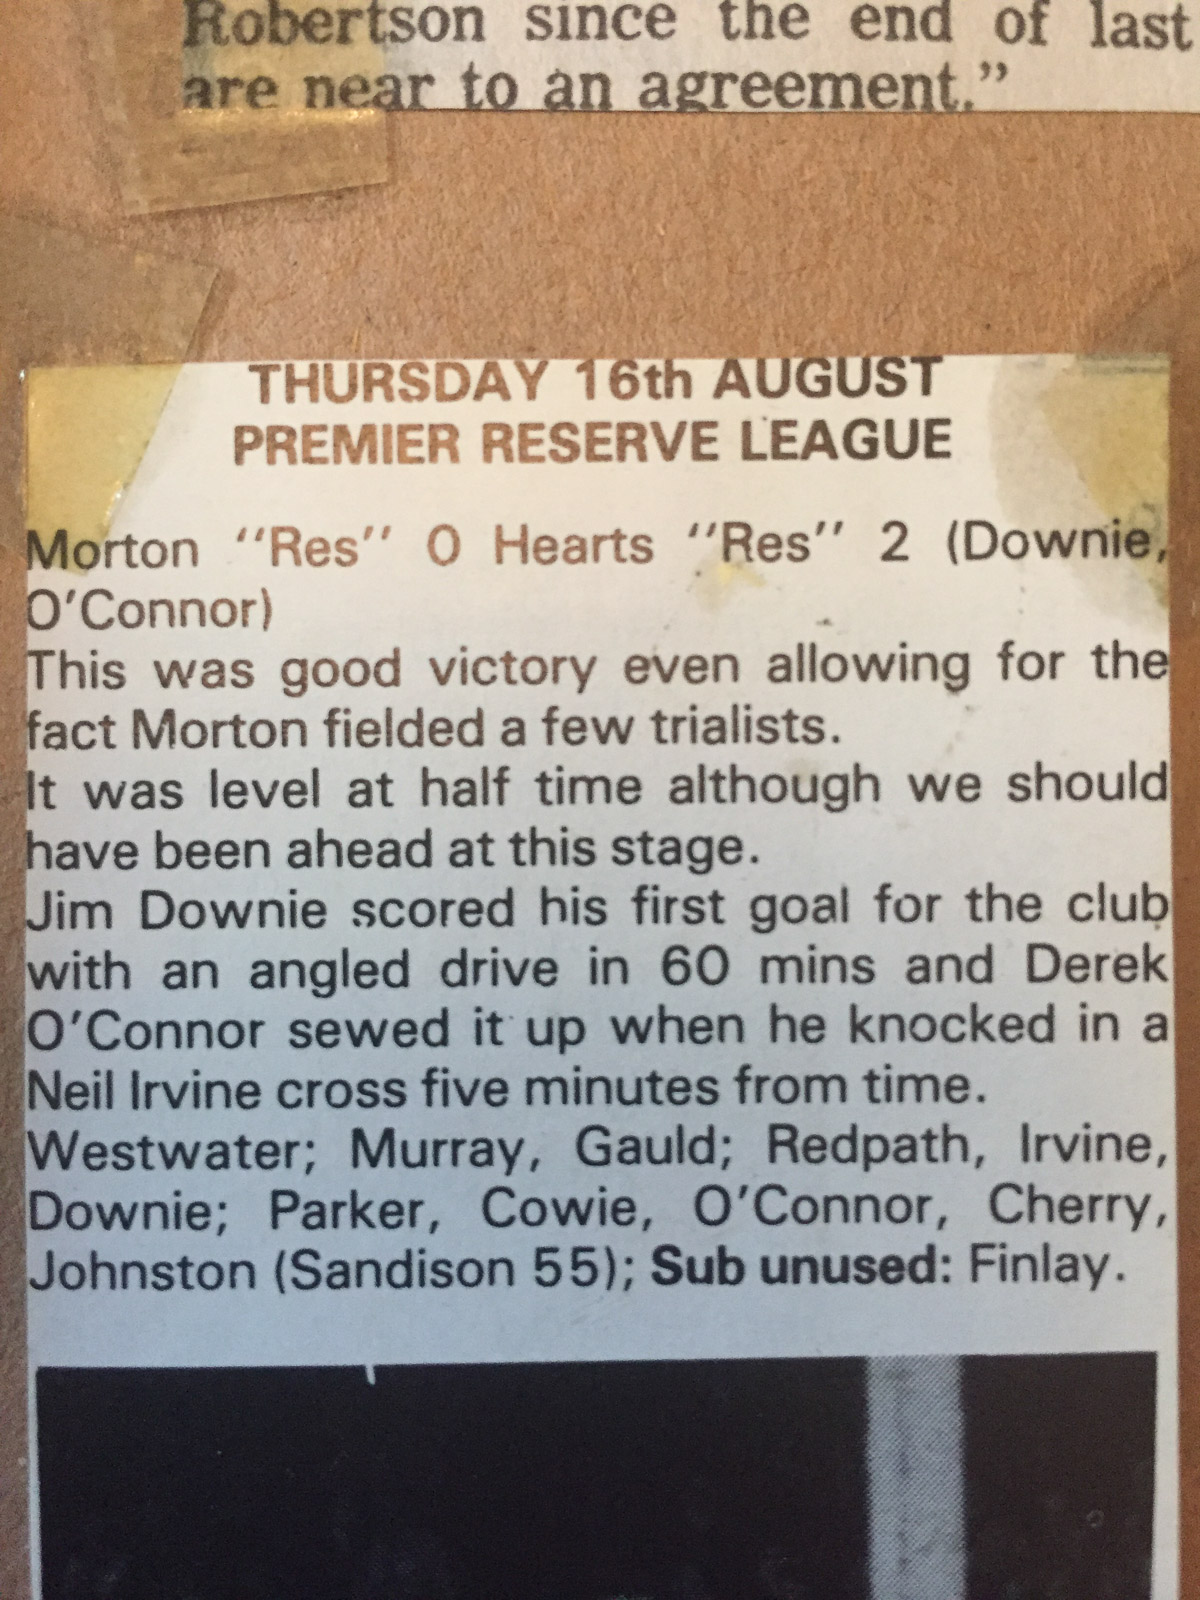 Robertson since the end of last
are near to an agreement.”
THURSDAY 16th AUGUST
PREMIER RESERVE LEAGUE
Morton ‘‘Res’’ 0 Hearts ‘‘Res’’ 2 (Downie,
O’Connor)
This was good victory even allowing for the
fact Morton fielded a few trialists.
It was level at half time although we should
have been ahead at this stage.
Jim Downie scored his first goal for the club
with an angled drive in 60 mins and Derek
O’Connor sewed it up when he knocked in a
Neil Irvine cross five minutes from time.
Westwater; Murray, Gauld; Redpath, Irvine,
Downie; Parker, Cowie, O’Connor, Cherry,
Johnston (Sandison 55); Sub unused: Finlay.